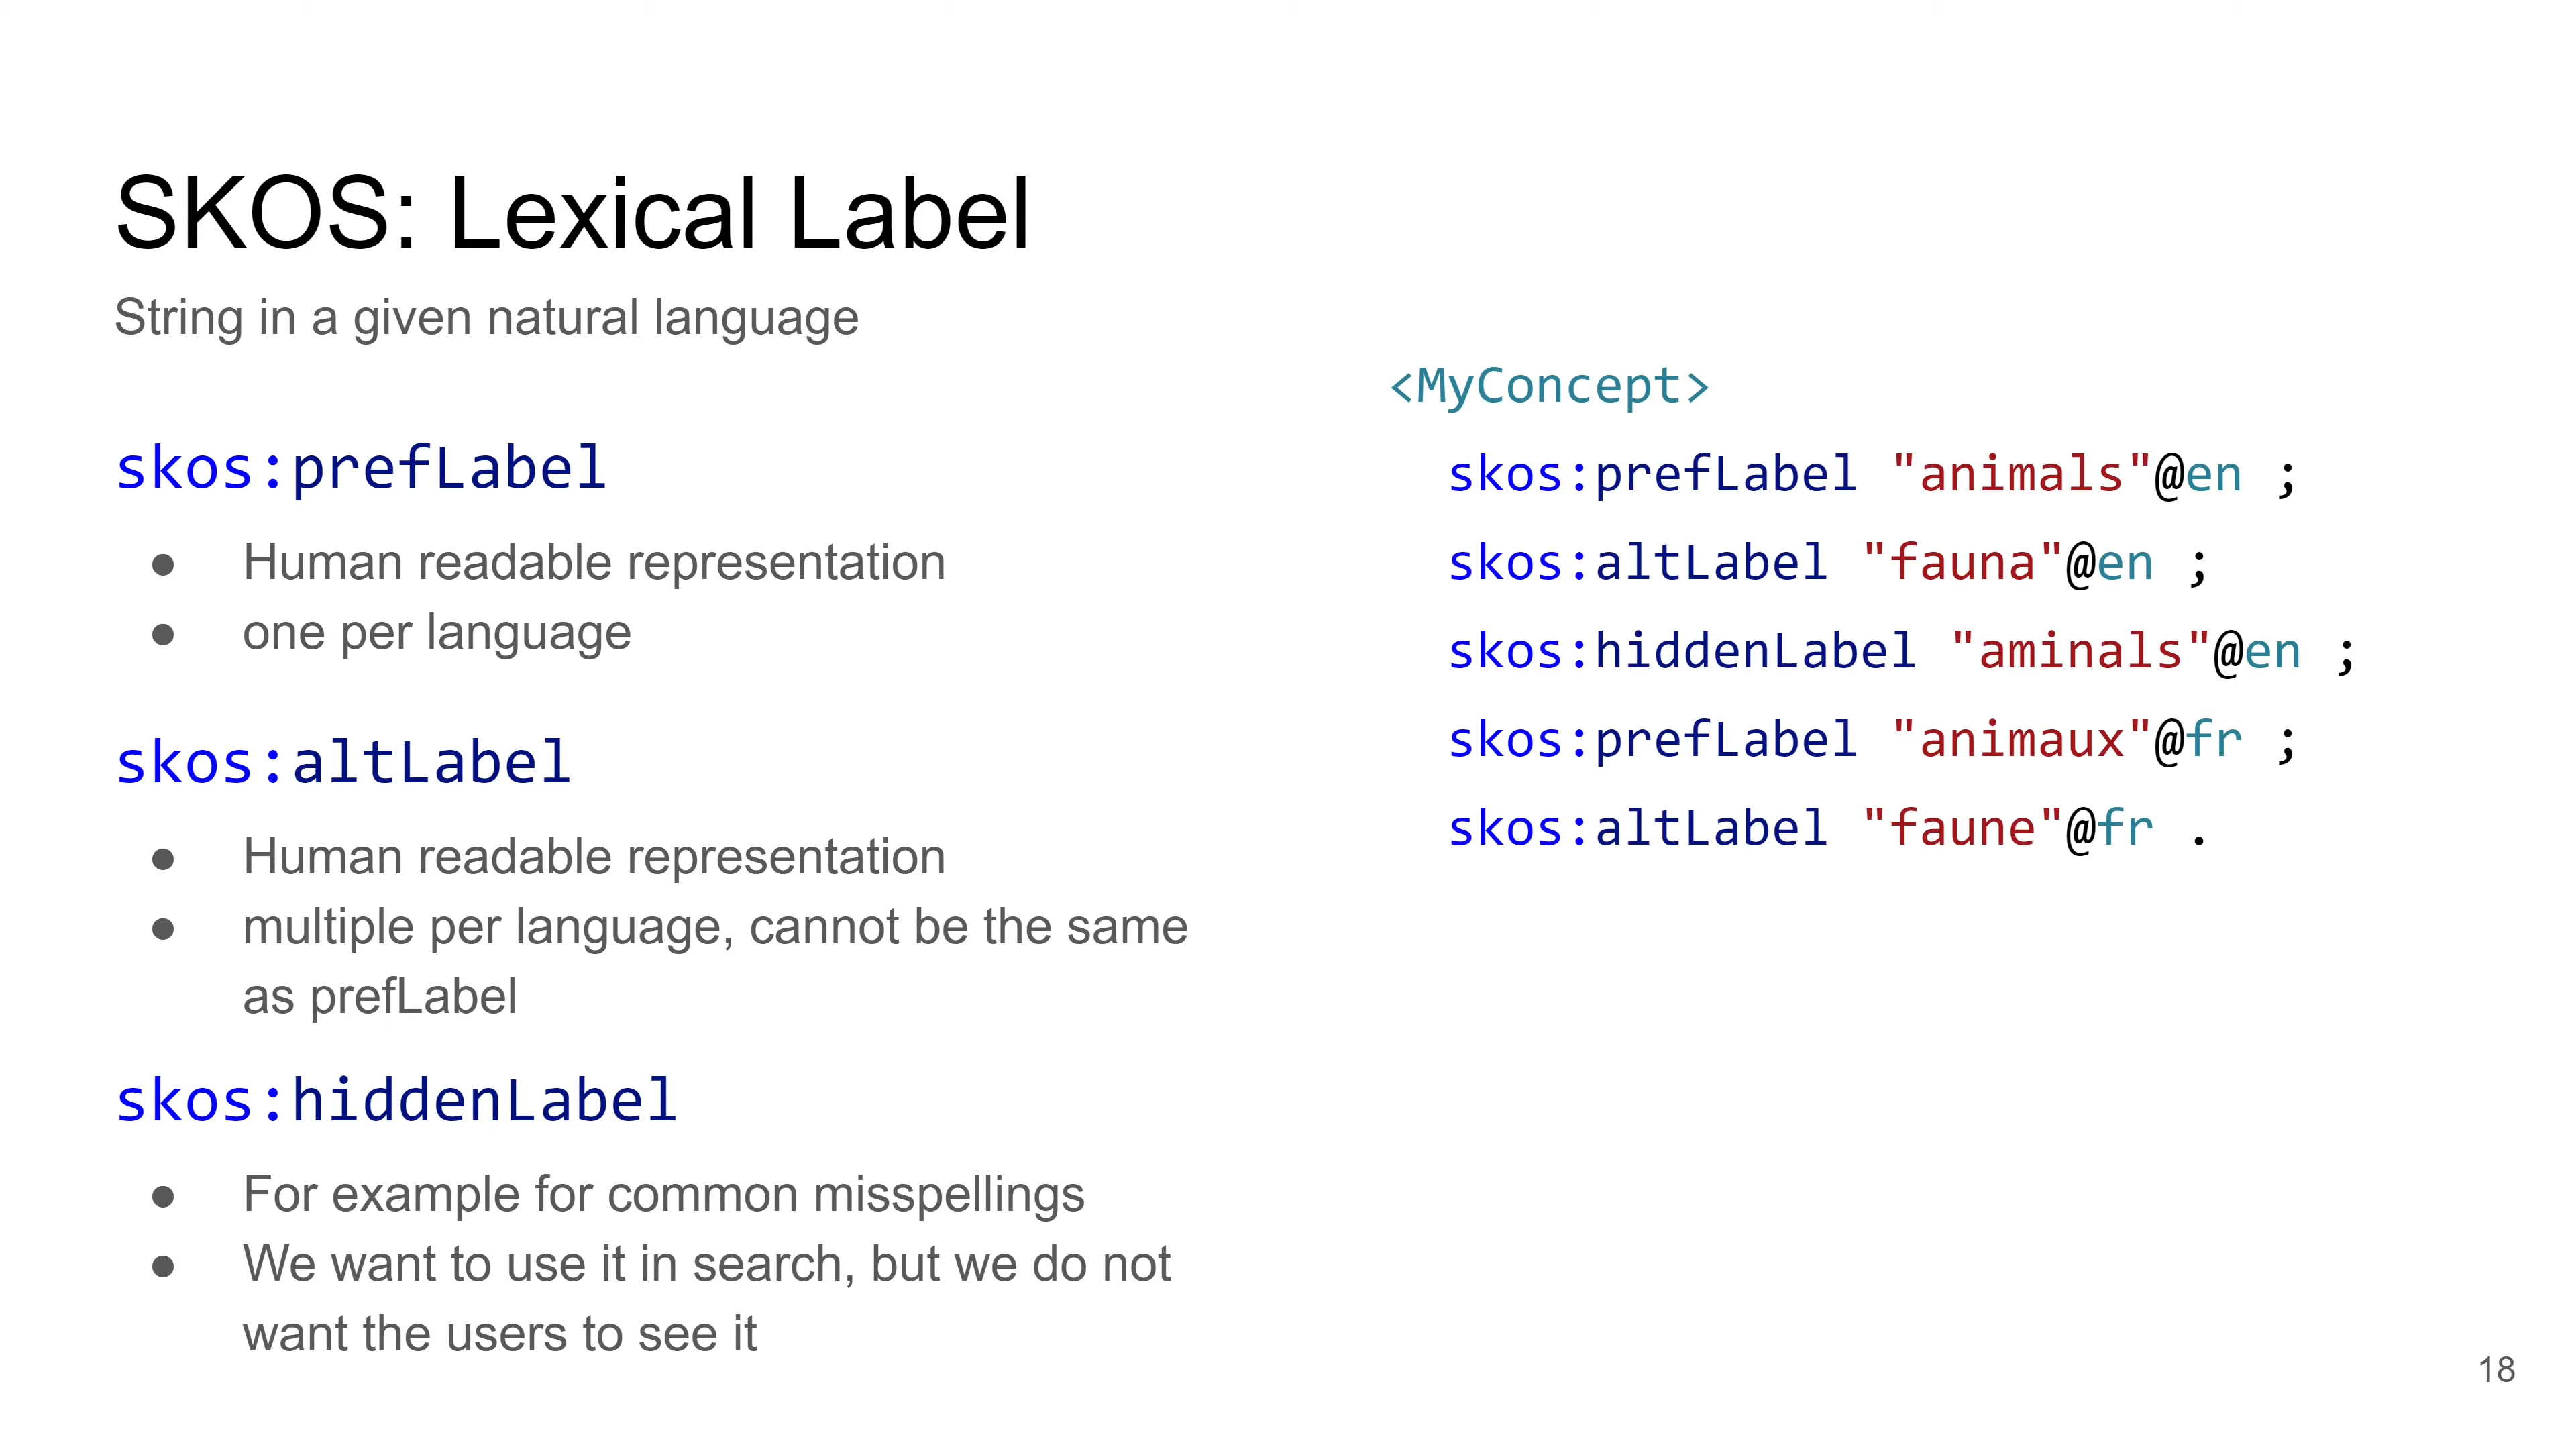 SKOS: Lexical Label
String in a given natural language
skos:prefLabel
● Human readable representation
● one per language
skos:altLabel
● Human readable representation
● multiple per language, cannot be the same
as prefLabel
skos:hiddenLabel
● For example for common misspellings
● We want to use it in search, but we do not
want the users to see it
<MyConcept>
skos:prefLabel "animals"@en ;
skos:altLabel "fauna"@en ;
skos:hiddenLabel "aminals"@en ;
skos:prefLabel "animaux"@fr ;
skos:altLabel "faune"@fr .
18